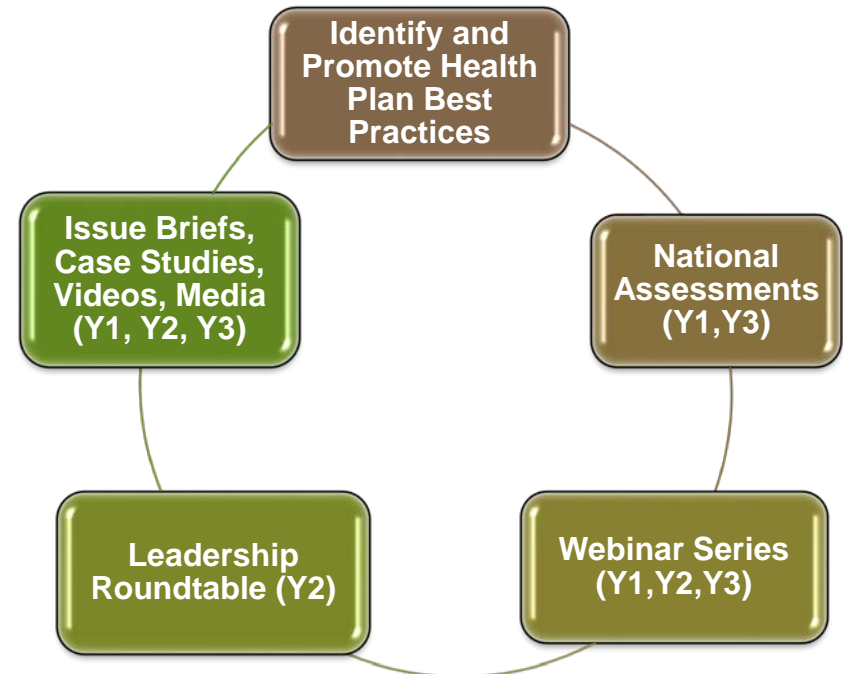 Identify and
Promote Health
Plan Best
Practices
National
Assessments
(Y1,Y3)
Webinar Series
(Y1,Y2,Y3)
Leadership
Roundtable (Y2)
Issue Briefs,
Case Studies,
Videos, Media
(Y1, Y2, Y3)